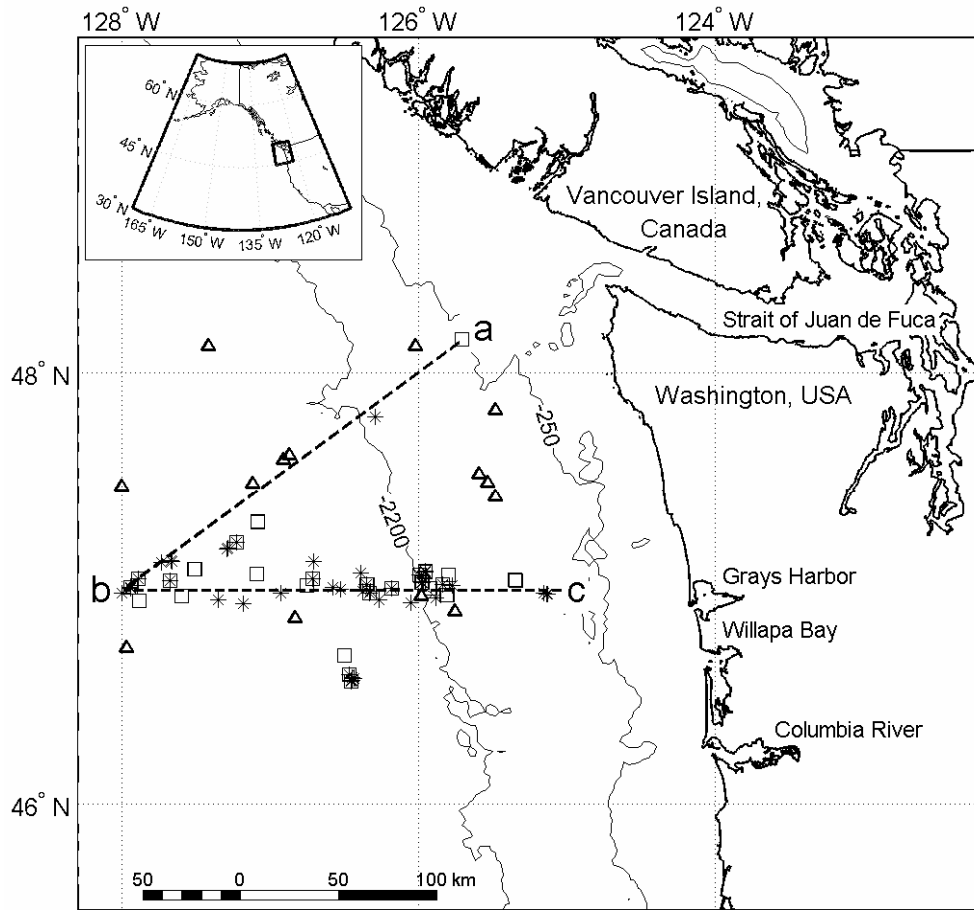 128° W 126° W 124° W
60° N
45° N
30° N
165° W 150° W 135° W 120° W
Vancouver Island,
Canada
Strait of Juan de Fuca
a
48° N
Washington, USA
-250
-2200
b
c
Grays Harbor
Willapa Bay
Columbia River
46° N
50 0 50 100 km